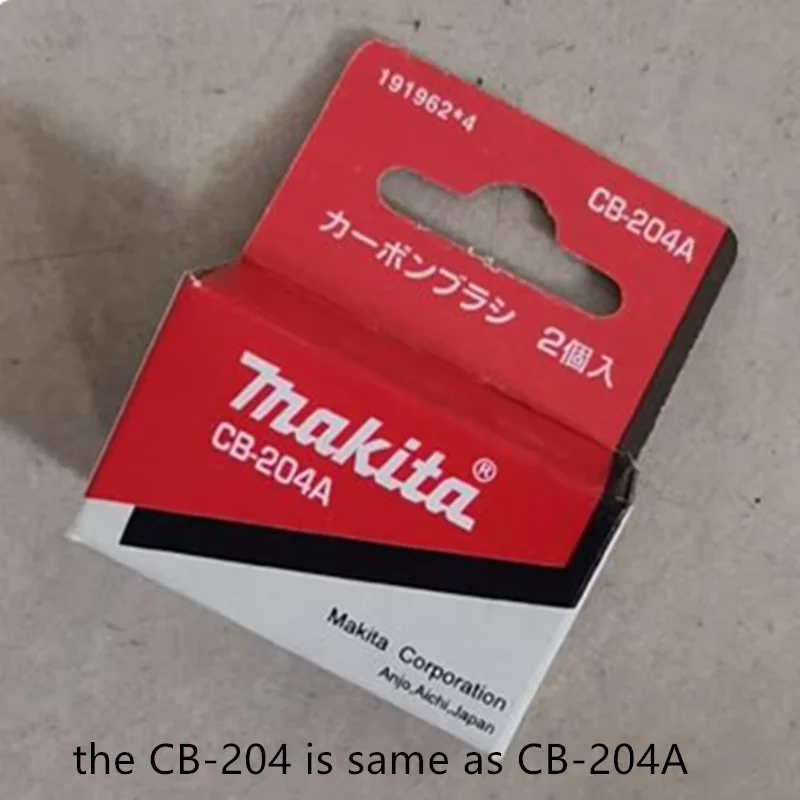 191962*4
CB-204A
カーボンブラシ 2個入
makita®
CB-204A
Makita Corporation
Anjo,Aichi,Japan
the CB-204 is same as CB-204A